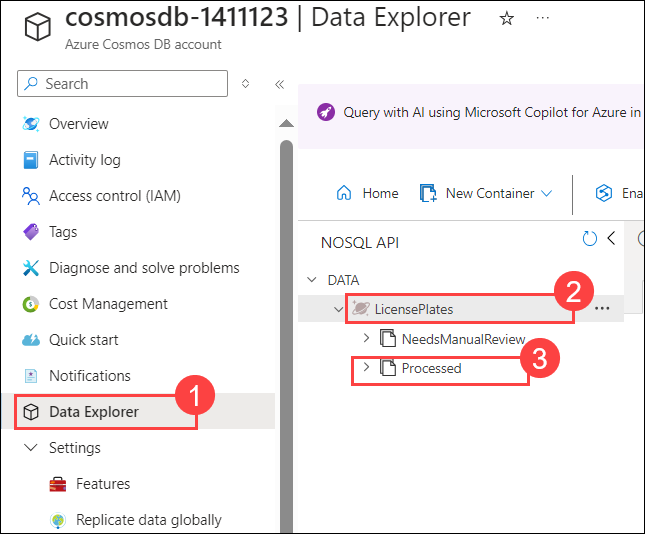 cosmosdb-1411123 | Data Explorer ☆ ...
Azure Cosmos DB account
Search
Overview
Activity log
Access control (IAM)
Tags
Diagnose and solve problems
Cost Management
Quick start
Notifications
Data Explorer
1
Settings
Features
Replicate data globally
Query with AI using Microsoft Copilot for Azure in
Home
New Container
Ena
NOSQL API
DATA
LicensePlates
2
...
NeedsManualReview
Processed
3